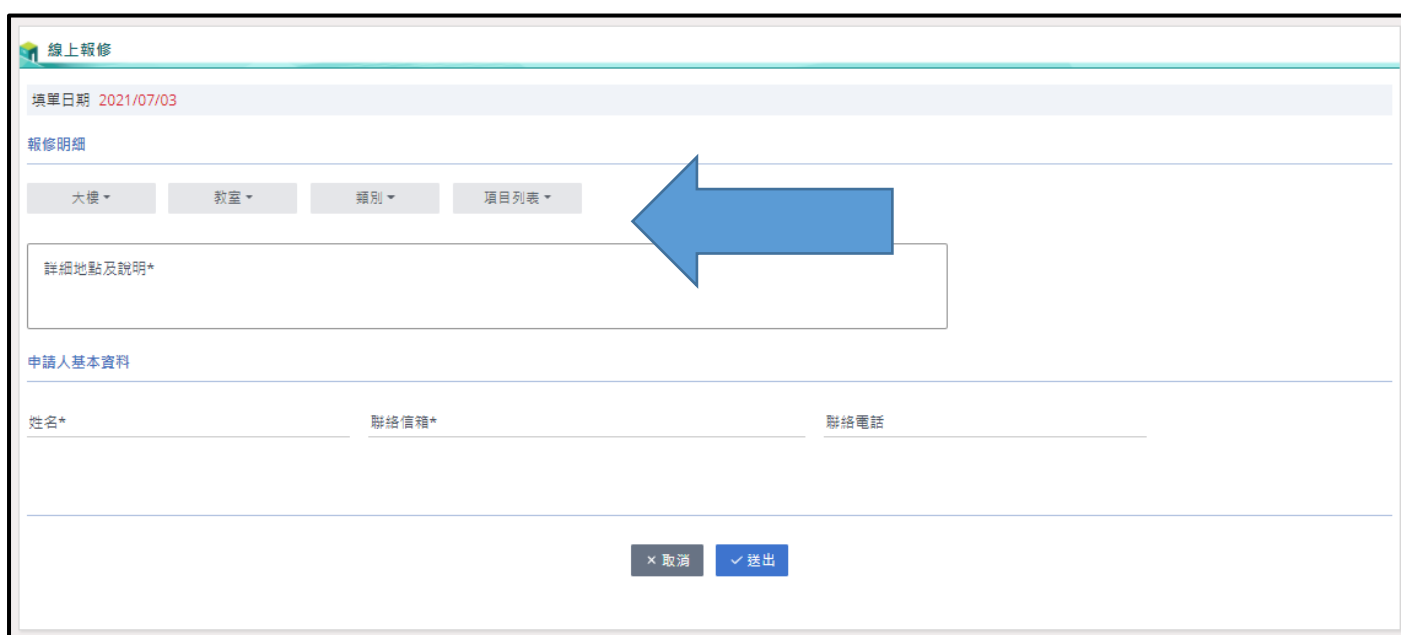 線上報修
填單日期 2021/07/03
報修明細
大樓 教室 類別 項目列表
詳細地點及說明*
申請人基本資料
姓名* 聯絡信箱* 聯絡電話
× 取消 ✓ 送出